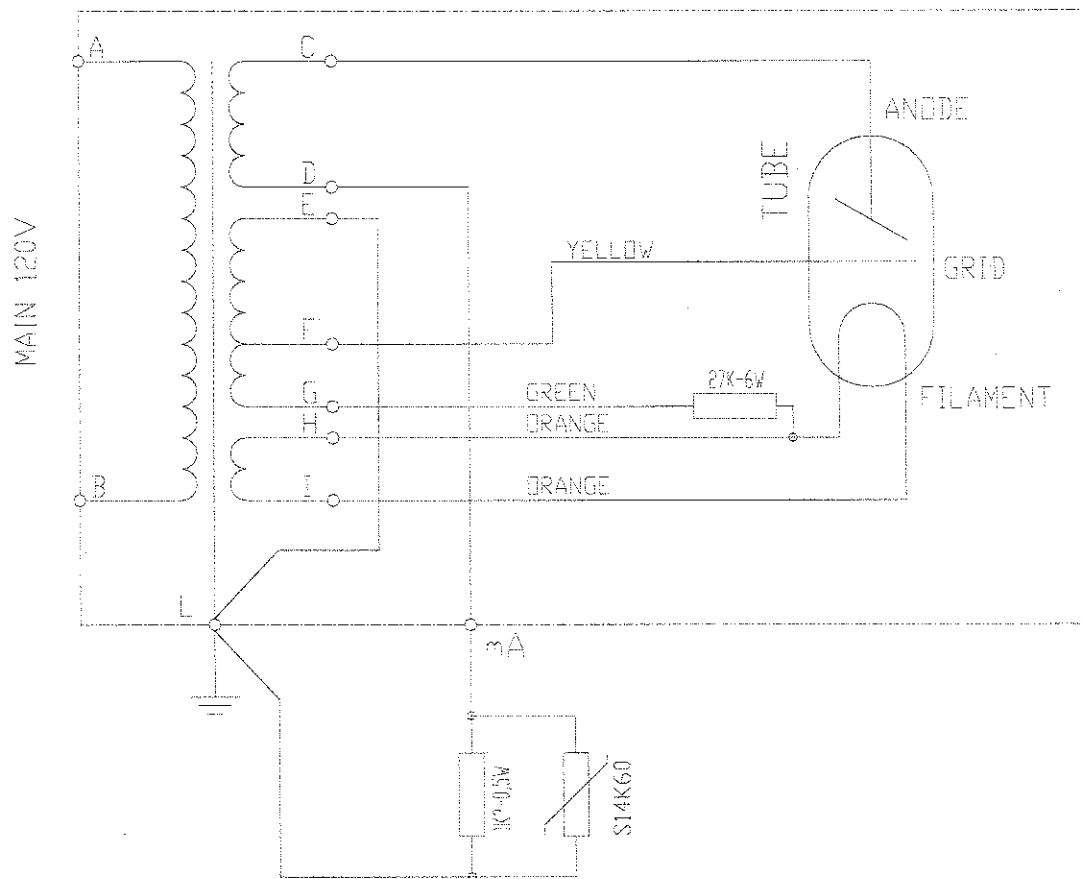 A
C
ANODE
TUBE
D
E
MAIN 120V
YELLOW
GRID
F
27K-6W
G
GREEN
FILAMENT
H
ORANGE
B
I
ORANGE
L
mA
S14K60